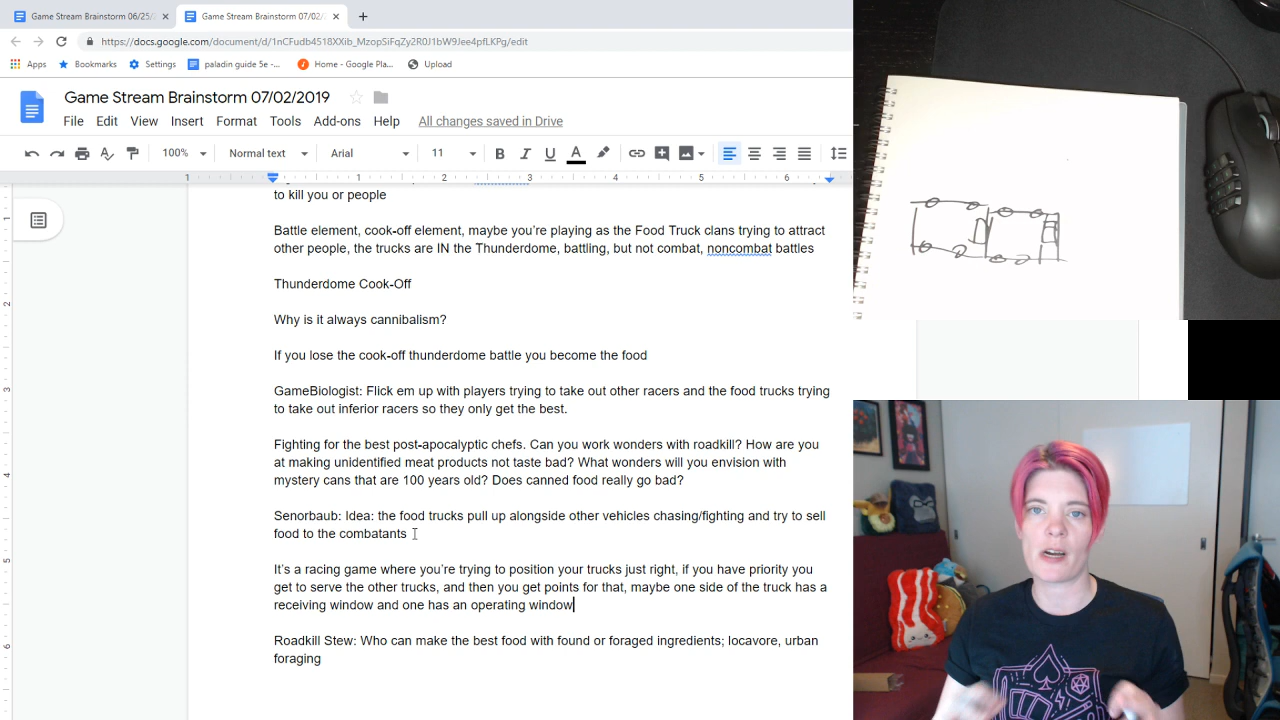 Game Stream Brainstorm 06/25/
Game Stream Brainstorm 07/02/
https://docs.google.com/document/d/1nCFudb4518XXib_MzopSiFqZy2R0J1bW9Jee4pfLKPg/edit
Apps Bookmarks Settings paladin guide 5e -... Home - Google Pla... Upload
Game Stream Brainstorm 07/02/2019
File Edit View Insert Format Tools Add-ons Help All changes saved in Drive
100% Normal text Arial 11 B I U A
1 1 2 3 4 5 6
to kill you or people
Battle element, cook-off element, maybe you're playing as the Food Truck clans trying to attract
other people, the trucks are IN the Thunderdome, battling, but not combat, noncombat battles
Thunderdome Cook-Off
Why is it always cannibalism?
If you lose the cook-off thunderdome battle you become the food
GameBiologist: Flick em up with players trying to take out other racers and the food trucks trying
to take out inferior racers so they only get the best.
Fighting for the best post-apocalyptic chefs. Can you work wonders with roadkill? How are you
at making unidentified meat products not taste bad? What wonders will you envision with
mystery cans that are 100 years old? Does canned food really go bad?
Senorbaub: Idea: the food trucks pull up alongside other vehicles chasing/fighting and try to sell
food to the combatants
It's a racing game where you're trying to position your trucks just right, if you have priority you
get to serve the other trucks, and then you get points for that, maybe one side of the truck has a
receiving window and one has an operating window
Roadkill Stew: Who can make the best food with found or foraged ingredients; locavore, urban
foraging
1
2
3
4
5
6